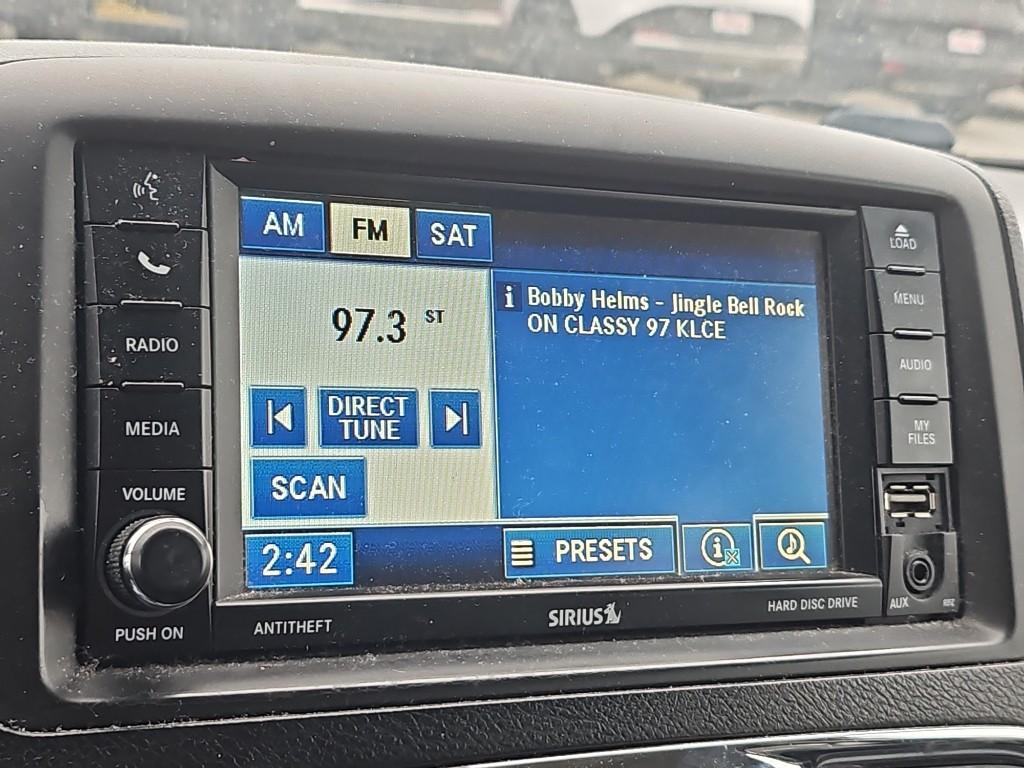 AM FM SAT
97.3 ST
i Bobby Helms - Jingle Bell Rock
ON CLASSY 97 KLCE
DIRECT
TUNE
SCAN
2:42
PRESETS
i
RADIO
MEDIA
VOLUME
PUSH ON
ANTITHEFT
SIRIUS
HARD DISC DRIVE
LOAD
MENU
AUDIO
MY
FILES
AUX